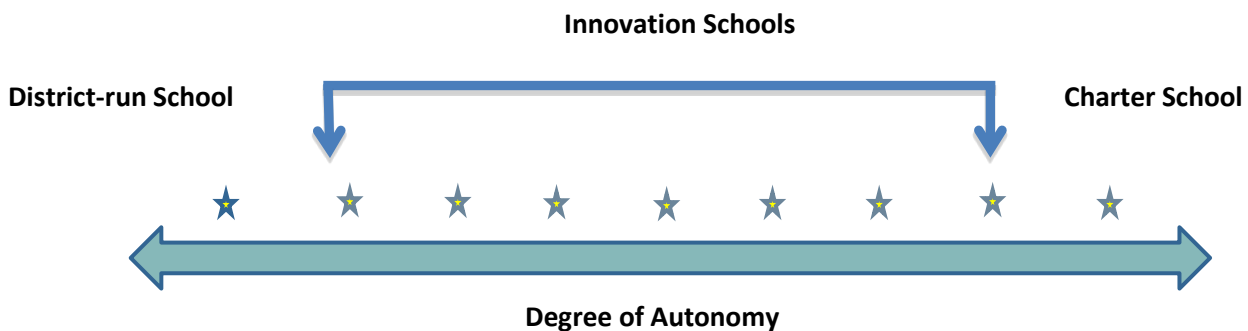 Innovation Schools
District-run School
Charter School
Degree of Autonomy